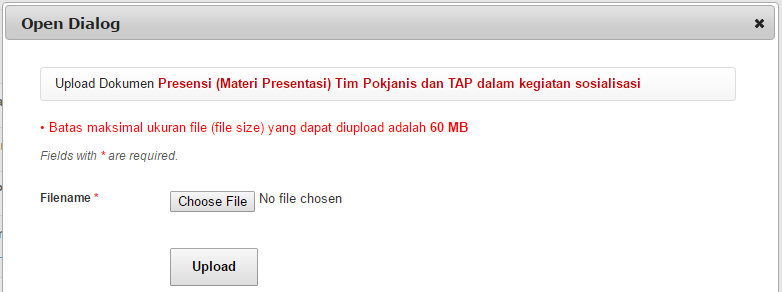 Open Dialog
Upload Dokumen Presensi (Materi Presentasi) Tim Pokjanis dan TAP dalam kegiatan sosialisasi
• Batas maksimal ukuran file (file size) yang dapat diupload adalah 60 MB
Fields with * are required.
Filename * Choose File No file chosen
Upload